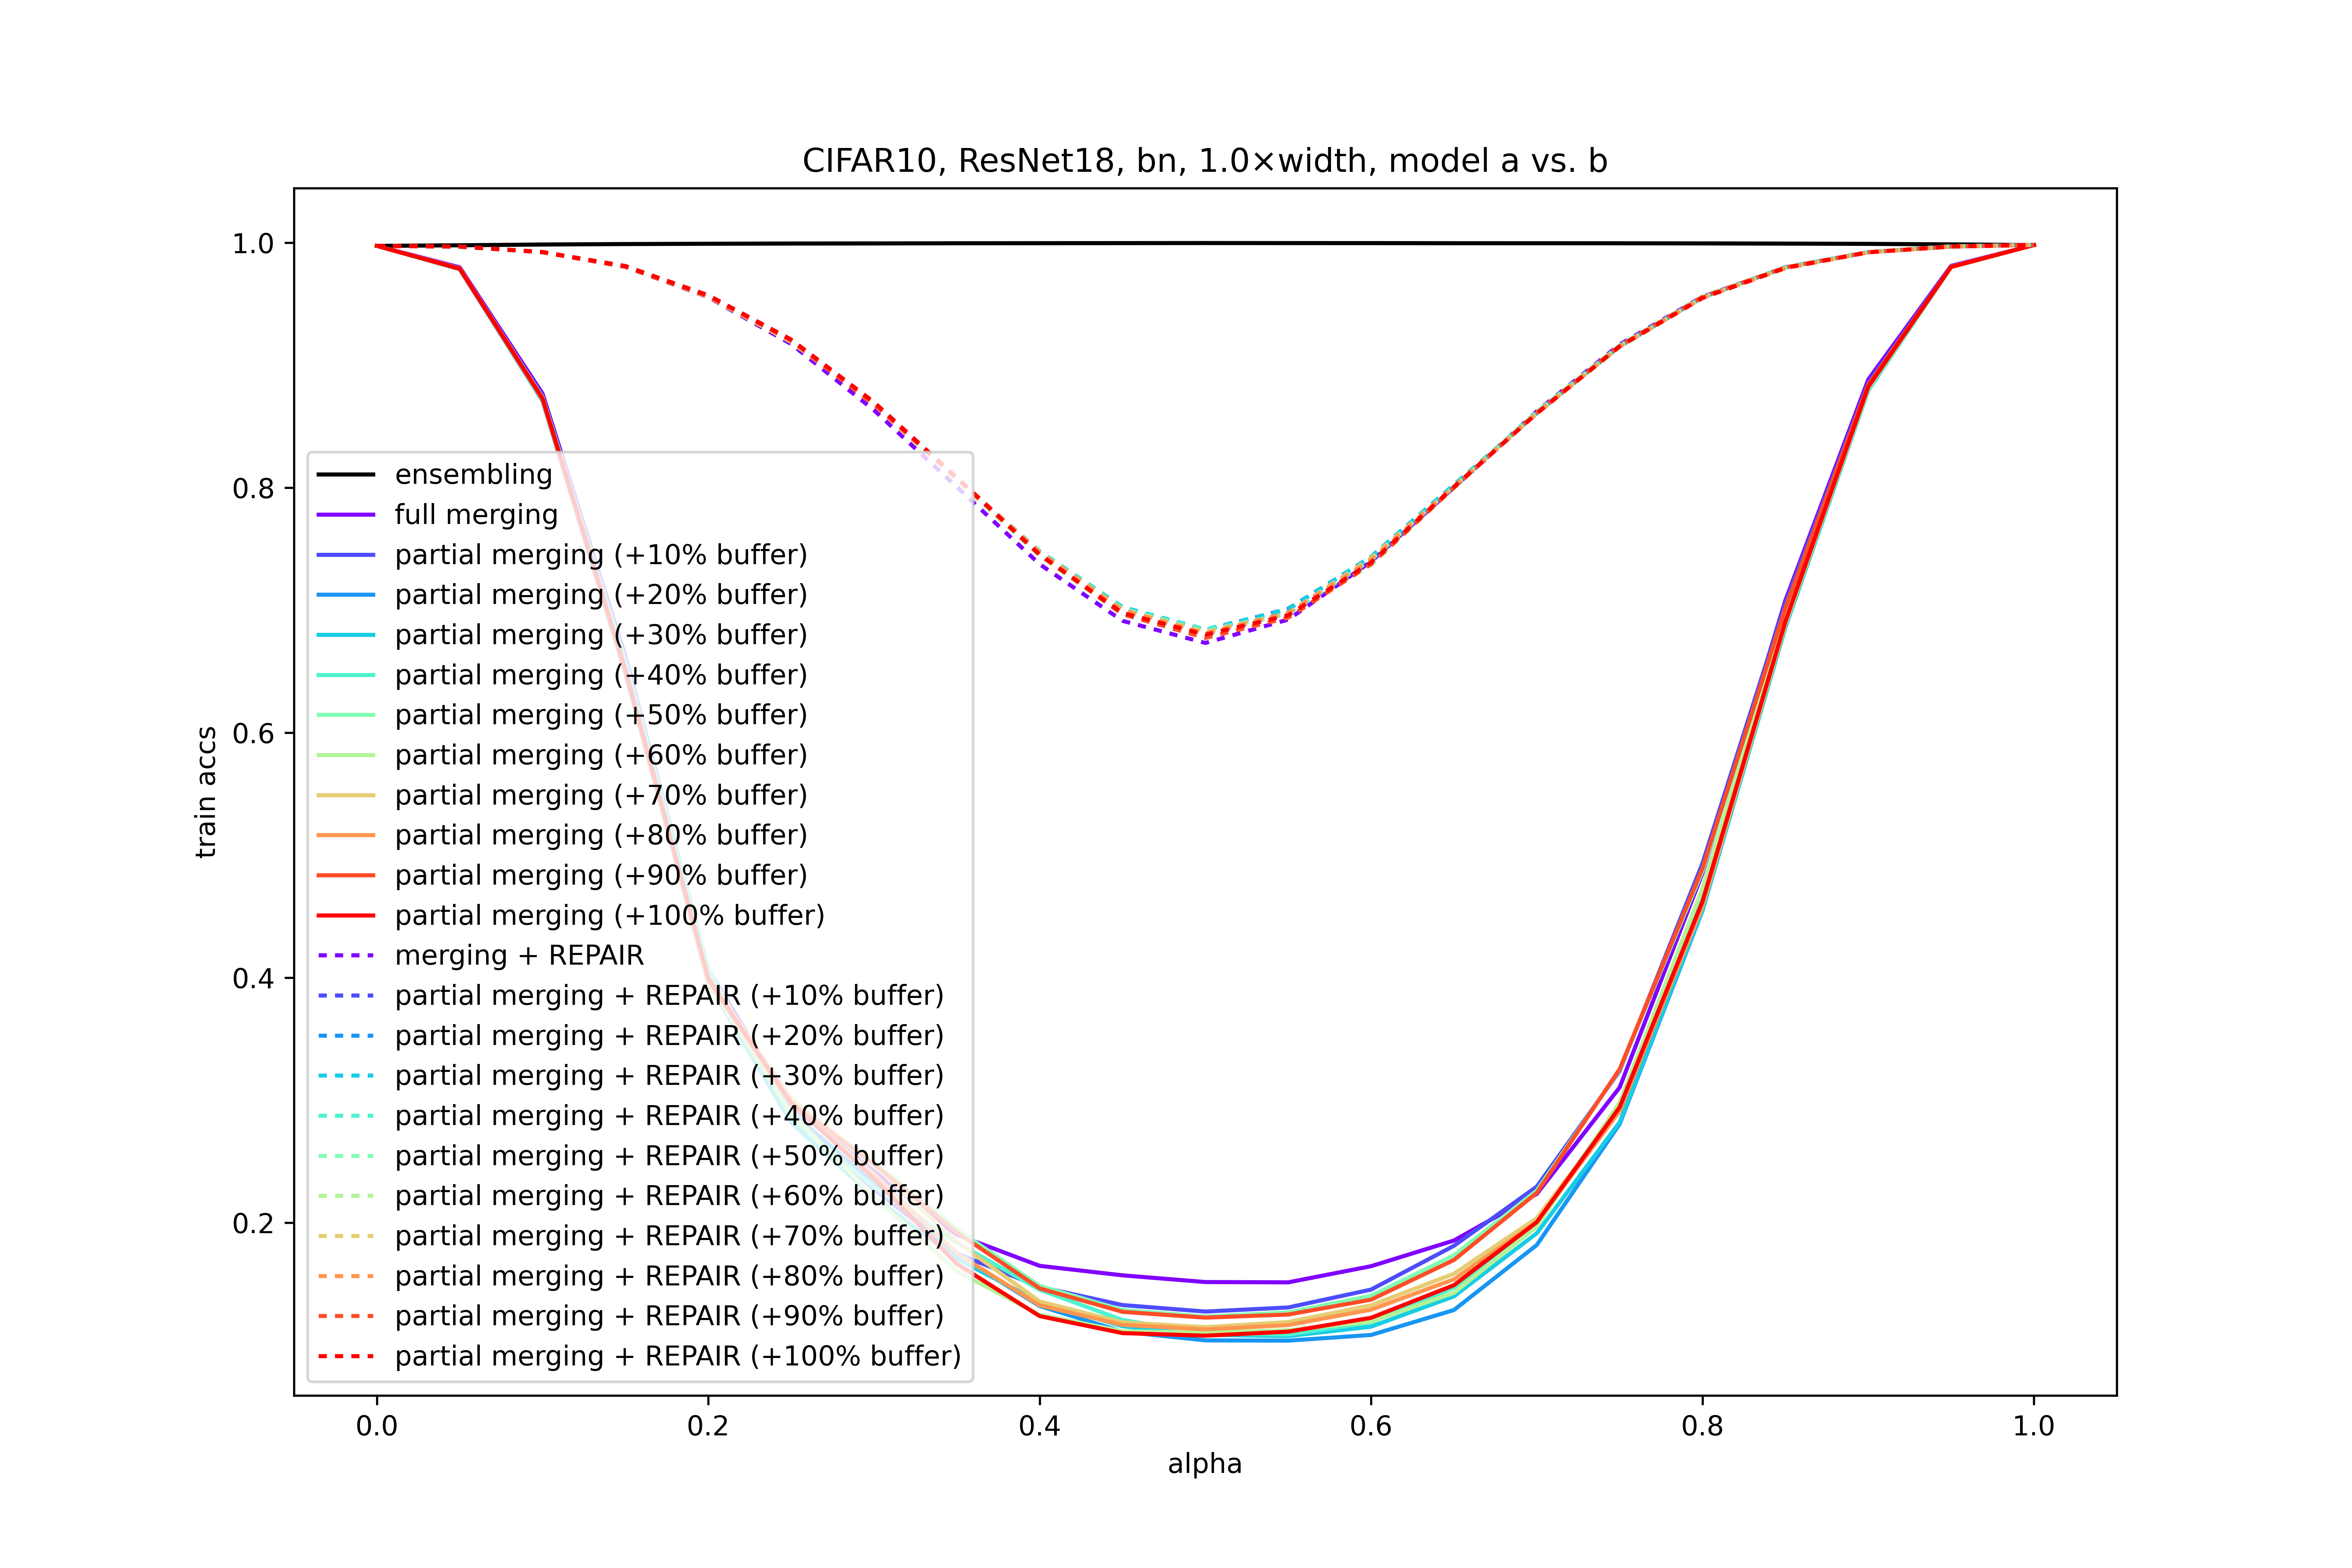 CIFAR10, ResNet18, bn, 1.0×width, model a vs. b
train accs
1.0
0.8
0.6
0.4
0.2
ensembling
full merging
partial merging (+10% buffer)
partial merging (+20% buffer)
partial merging (+30% buffer)
partial merging (+40% buffer)
partial merging (+50% buffer)
partial merging (+60% buffer)
partial merging (+70% buffer)
partial merging (+80% buffer)
partial merging (+90% buffer)
partial merging (+100% buffer)
merging + REPAIR
partial merging + REPAIR (+10% buffer)
partial merging + REPAIR (+20% buffer)
partial merging + REPAIR (+30% buffer)
partial merging + REPAIR (+40% buffer)
partial merging + REPAIR (+50% buffer)
partial merging + REPAIR (+60% buffer)
partial merging + REPAIR (+70% buffer)
partial merging + REPAIR (+80% buffer)
partial merging + REPAIR (+90% buffer)
partial merging + REPAIR (+100% buffer)
0.0 0.2 0.4 0.6 0.8 1.0
alpha